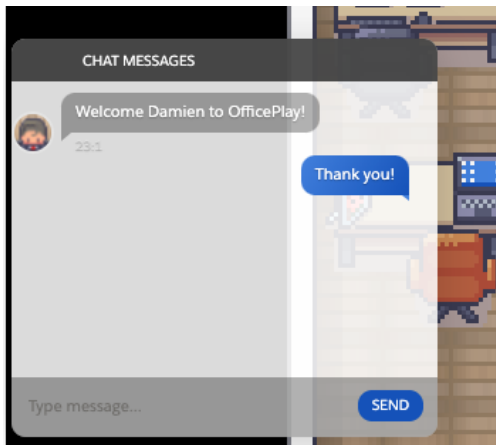 CHAT MESSAGES
Welcome Damien to OfficePlay!
23:1
Thank you!
Type message...
SEND